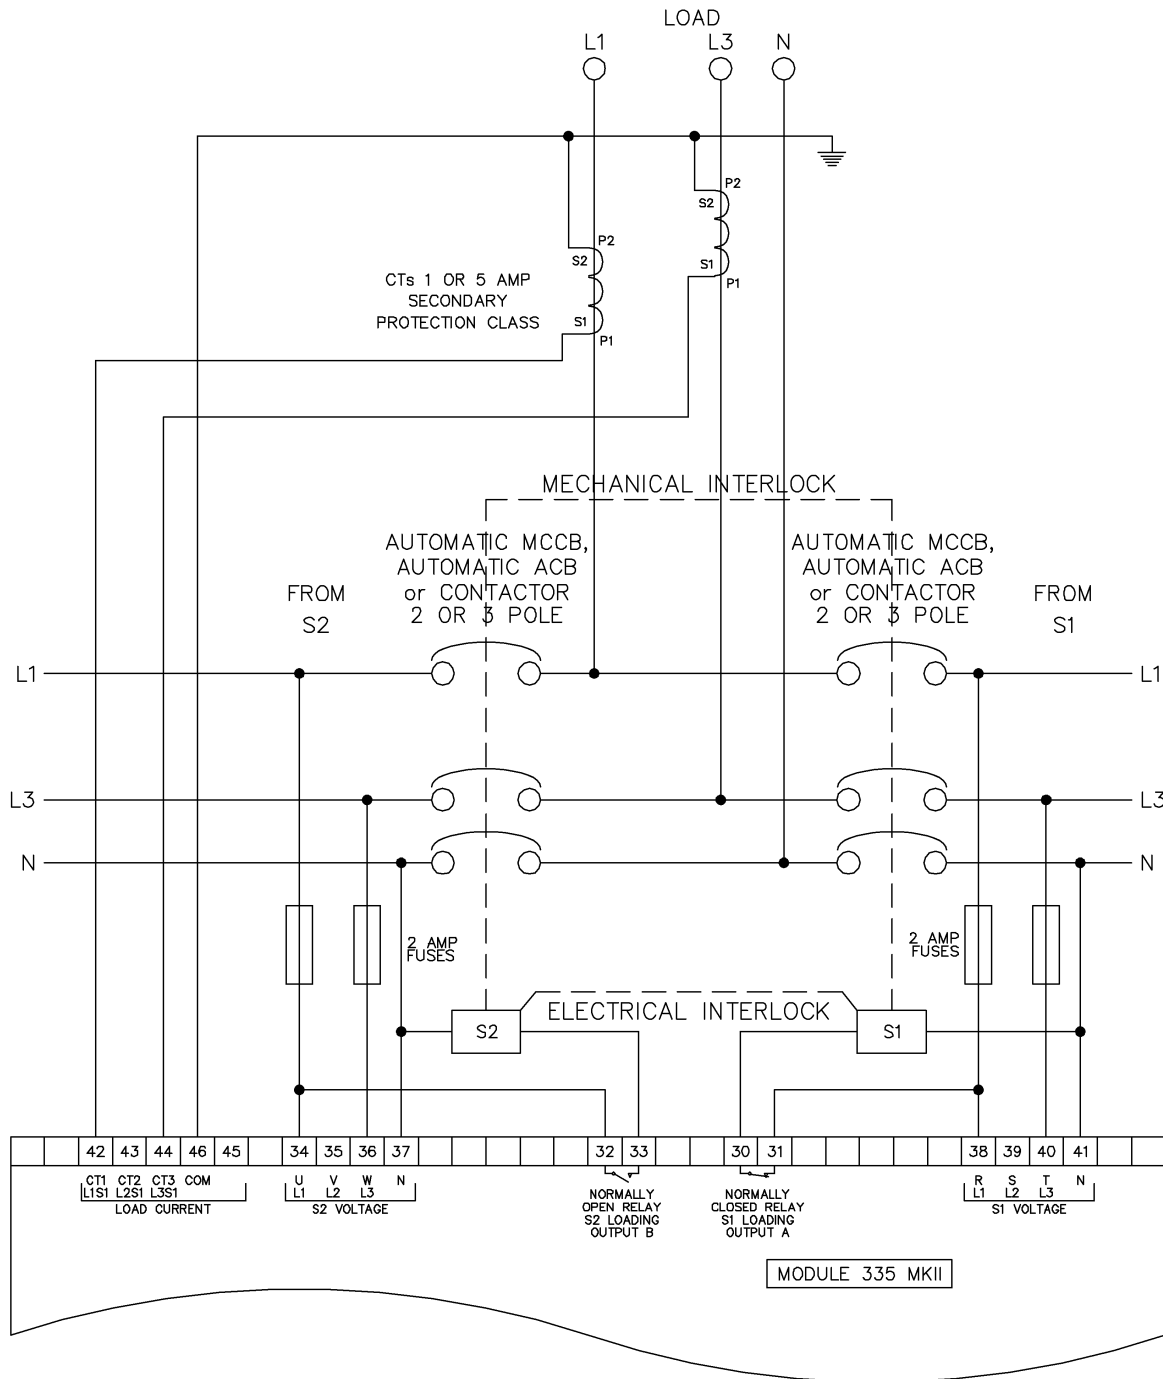 LOAD
L1 L3 N
P2
S2
P2
S2
S1
P1
CTs 1 OR 5 AMP
SECONDARY
PROTECTION CLASS
S1
P1
MECHANICAL INTERLOCK
AUTOMATIC MCCB,
AUTOMATIC ACB
or CONTACTOR
2 OR 3 POLE
AUTOMATIC MCCB,
AUTOMATIC ACB
or CONTACTOR
2 OR 3 POLE
FROM
S2
FROM
S1
L1 L1
L3 L3
N N
2 AMP
FUSES
2 AMP
FUSES
ELECTRICAL INTERLOCK
S2 S1
42 43 44 46 45 34 35 36 37 32 33 30 31 38 39 40 41
CT1 CT2 CT3 COM
L1S1 L2S1 L3S1
LOAD CURRENT
U V W N
L1 L2 L3
S2 VOLTAGE
NORMALLY
OPEN RELAY
S2 LOADING
OUTPUT B
NORMALLY
CLOSED RELAY
S1 LOADING
OUTPUT A
R S T N
L1 L2 L3
S1 VOLTAGE
MODULE 335 MKII